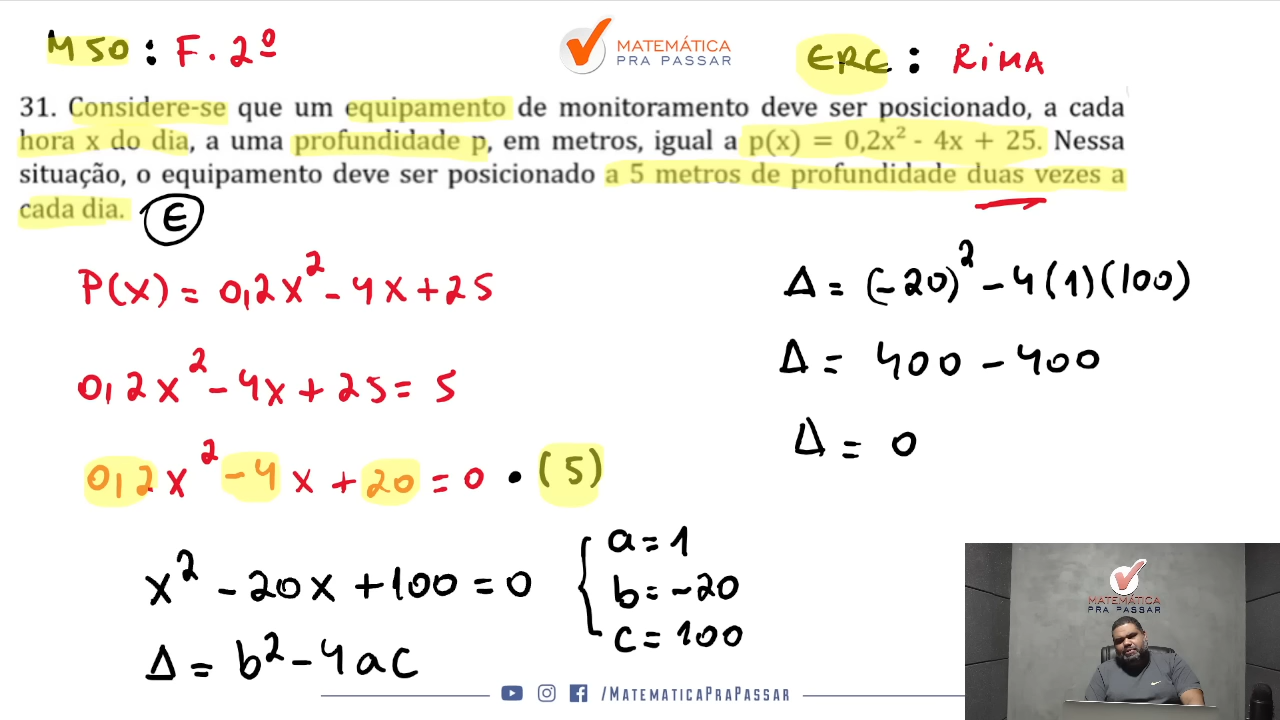 M50 : F. 2º
MATEMÁTICA
PRA PASSAR
ERC : RIMA
31. Considere-se que um equipamento de monitoramento deve ser posicionado, a cada
hora x do dia, a uma profundidade p, em metros, igual a p(x) = 0,2x² - 4x + 25. Nessa
situação, o equipamento deve ser posicionado a 5 metros de profundidade duas vezes a
cada dia. E
P(x) = 0,2x² - 4x + 25
0,2x² - 4x + 25 = 5
0,2x² - 4x + 20 = 0 • (5)
x² - 20x + 100 = 0
a = 1
b = -20
c = 100
Δ = b² - 4ac
Δ = (-20)² - 4(1)(100)
Δ = 400 - 400
Δ = 0
MATEMÁTICA
PRA PASSAR
/MATEMATICAPRAPASSAR